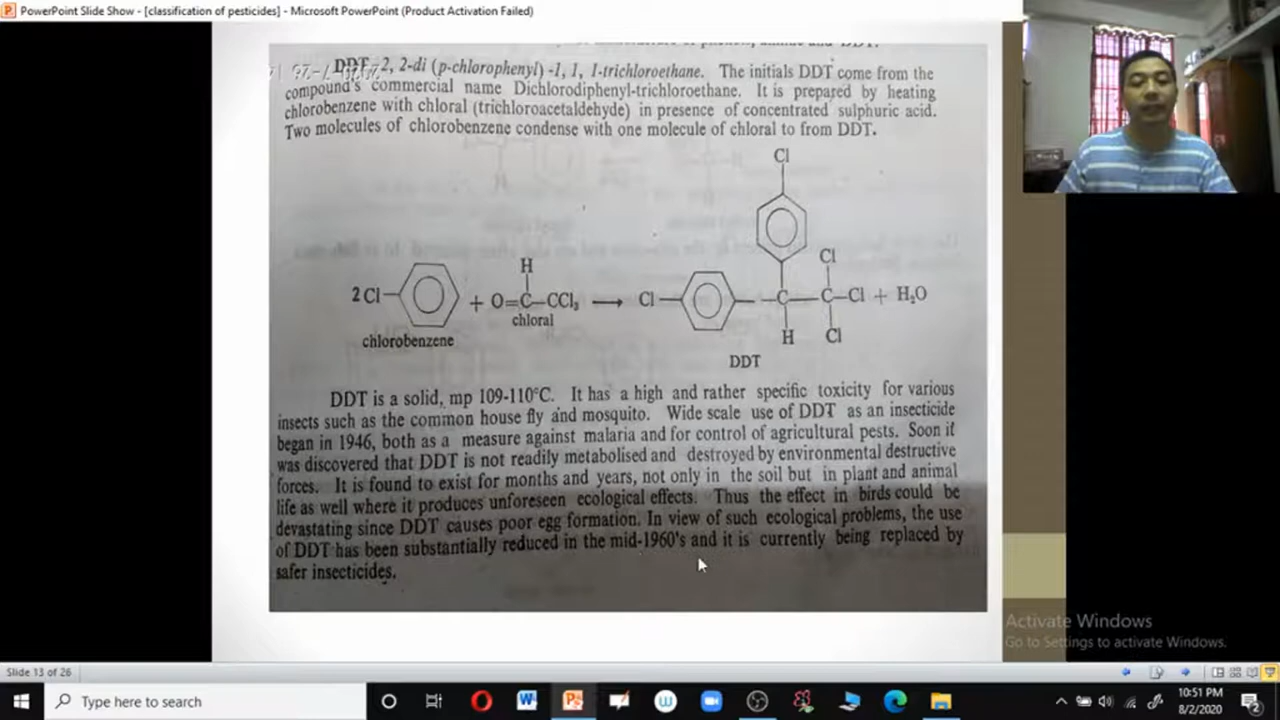 PowerPoint Slide Show - [classification of pesticides] - Microsoft PowerPoint (Product Activation Failed)
DDT
DDT-2, 2-di (p-chlorophenyl) -1, 1, 1-trichloroethane. The initials DDT come from the
compound's commercial name Dichlorodiphenyl-trichloroethane. It is prepared by heating
chlorobenzene with chloral (trichloroacetaldehyde) in presence of concentrated sulphuric acid.
Two molecules of chlorobenzene condense with one molecule of chloral to from DDT.
Cl
H
Cl
2 Cl + O=C-CCl3 → Cl C C-Cl + H2O
chloral
H Cl
chlorobenzene
DDT
DDT is a solid, mp 109-110°C. It has a high and rather specific toxicity for various
insects such as the common house fly and mosquito. Wide scale use of DDT as an insecticide
began in 1946, both as a measure against malaria and for control of agricultural pests. Soon it
was discovered that DDT is not readily metabolised and destroyed by environmental destructive
forces. It is found to exist for months and years, not only in the soil but in plant and animal
life as well where it produces unforeseen ecological effects. Thus the effect in birds could be
devastating since DDT causes poor egg formation. In view of such ecological problems, the use
of DDT has been substantially reduced in the mid-1960's and it is currently being replaced by
safer insecticides.
Activate Windows
Go to Settings to activate Windows.
Slide 13 of 26
Type here to search
10:51 PM
8/2/2020
2